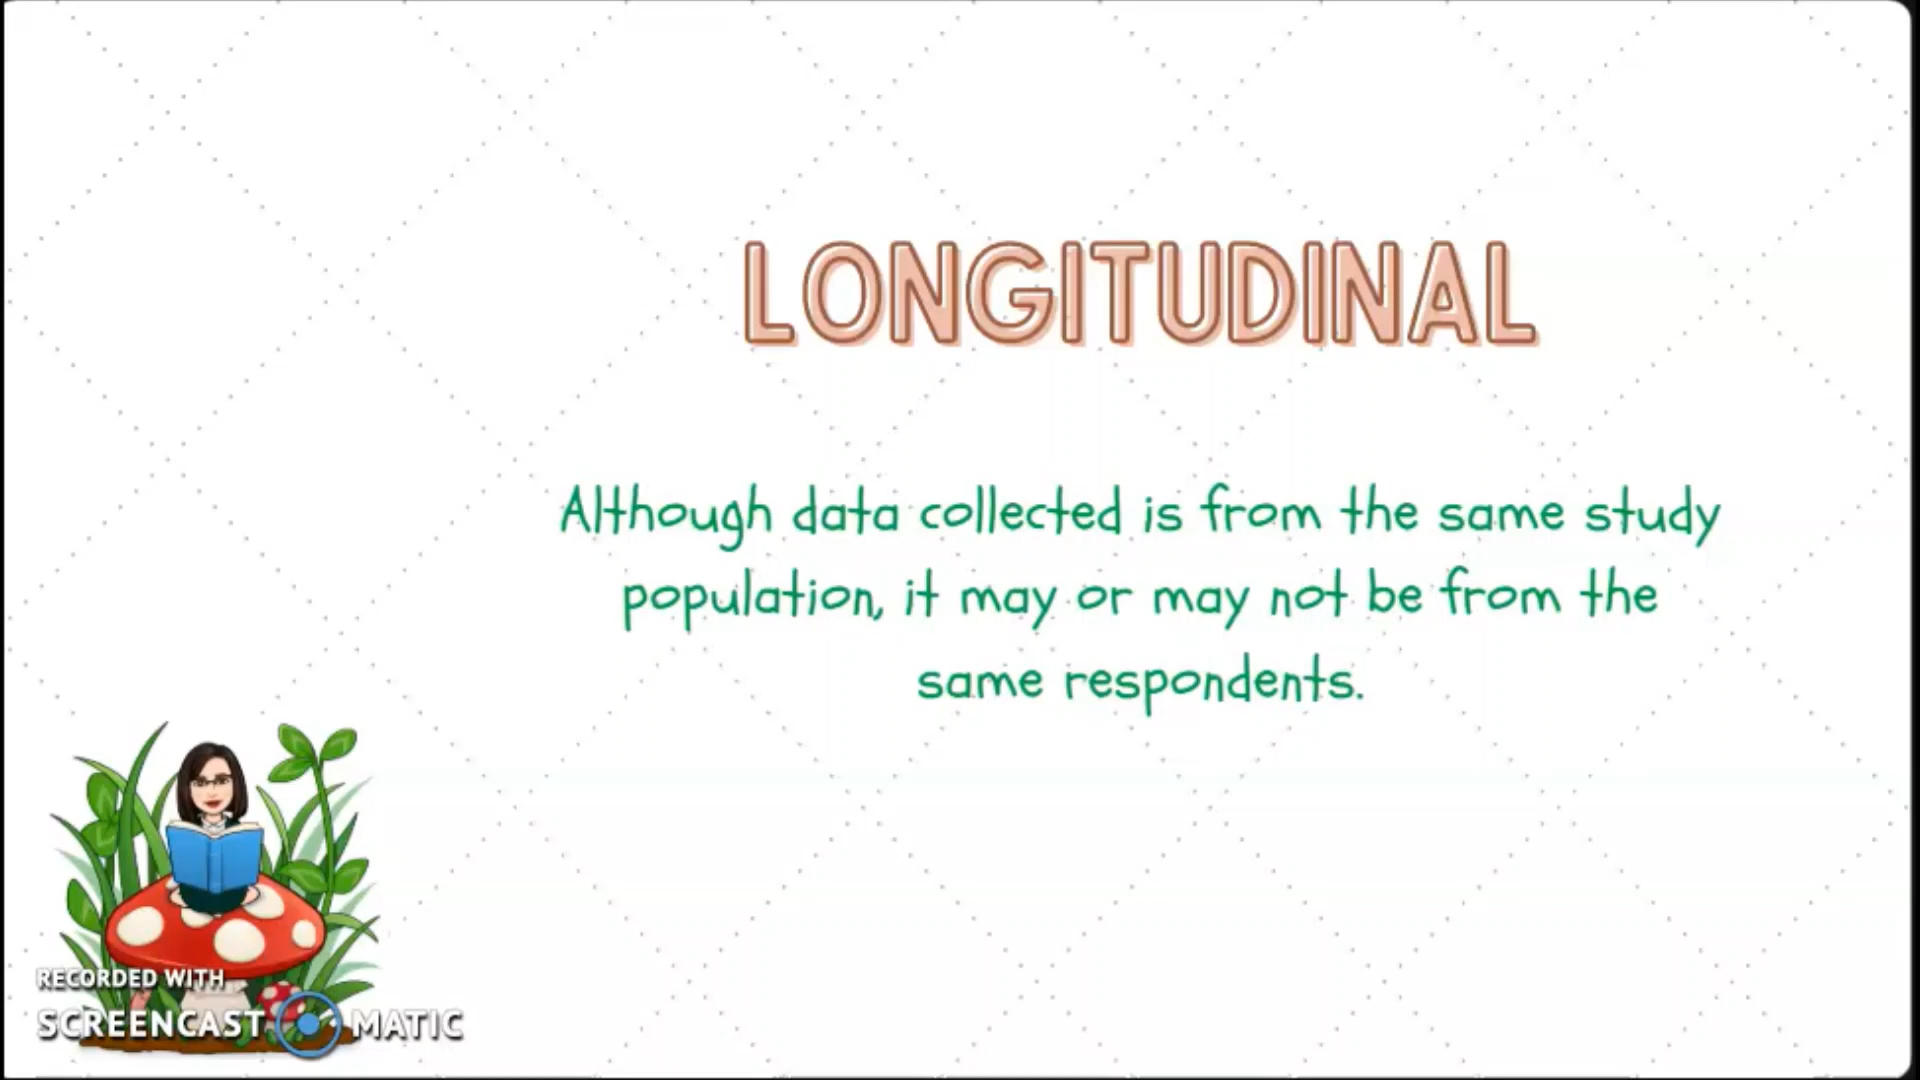 LONGITUDINAL
Although data collected is from the same study
population, it may or may not be from the
same respondents.
RECORDED WITH
SCREENCAST MATIC